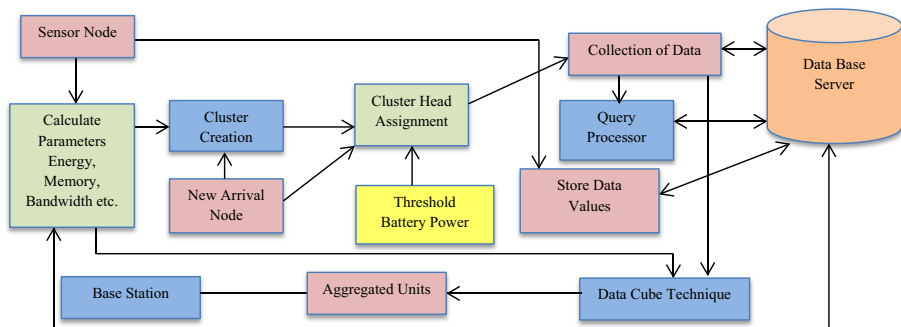 Sensor Node
Collection of Data
Data Base
Server
Calculate
Parameters
Energy,
Memory,
Bandwidth etc.
Cluster
Creation
Cluster Head
Assignment
Query
Processor
New Arrival
Node
Threshold
Battery Power
Store Data
Values
Base Station
Aggregated Units
Data Cube Technique